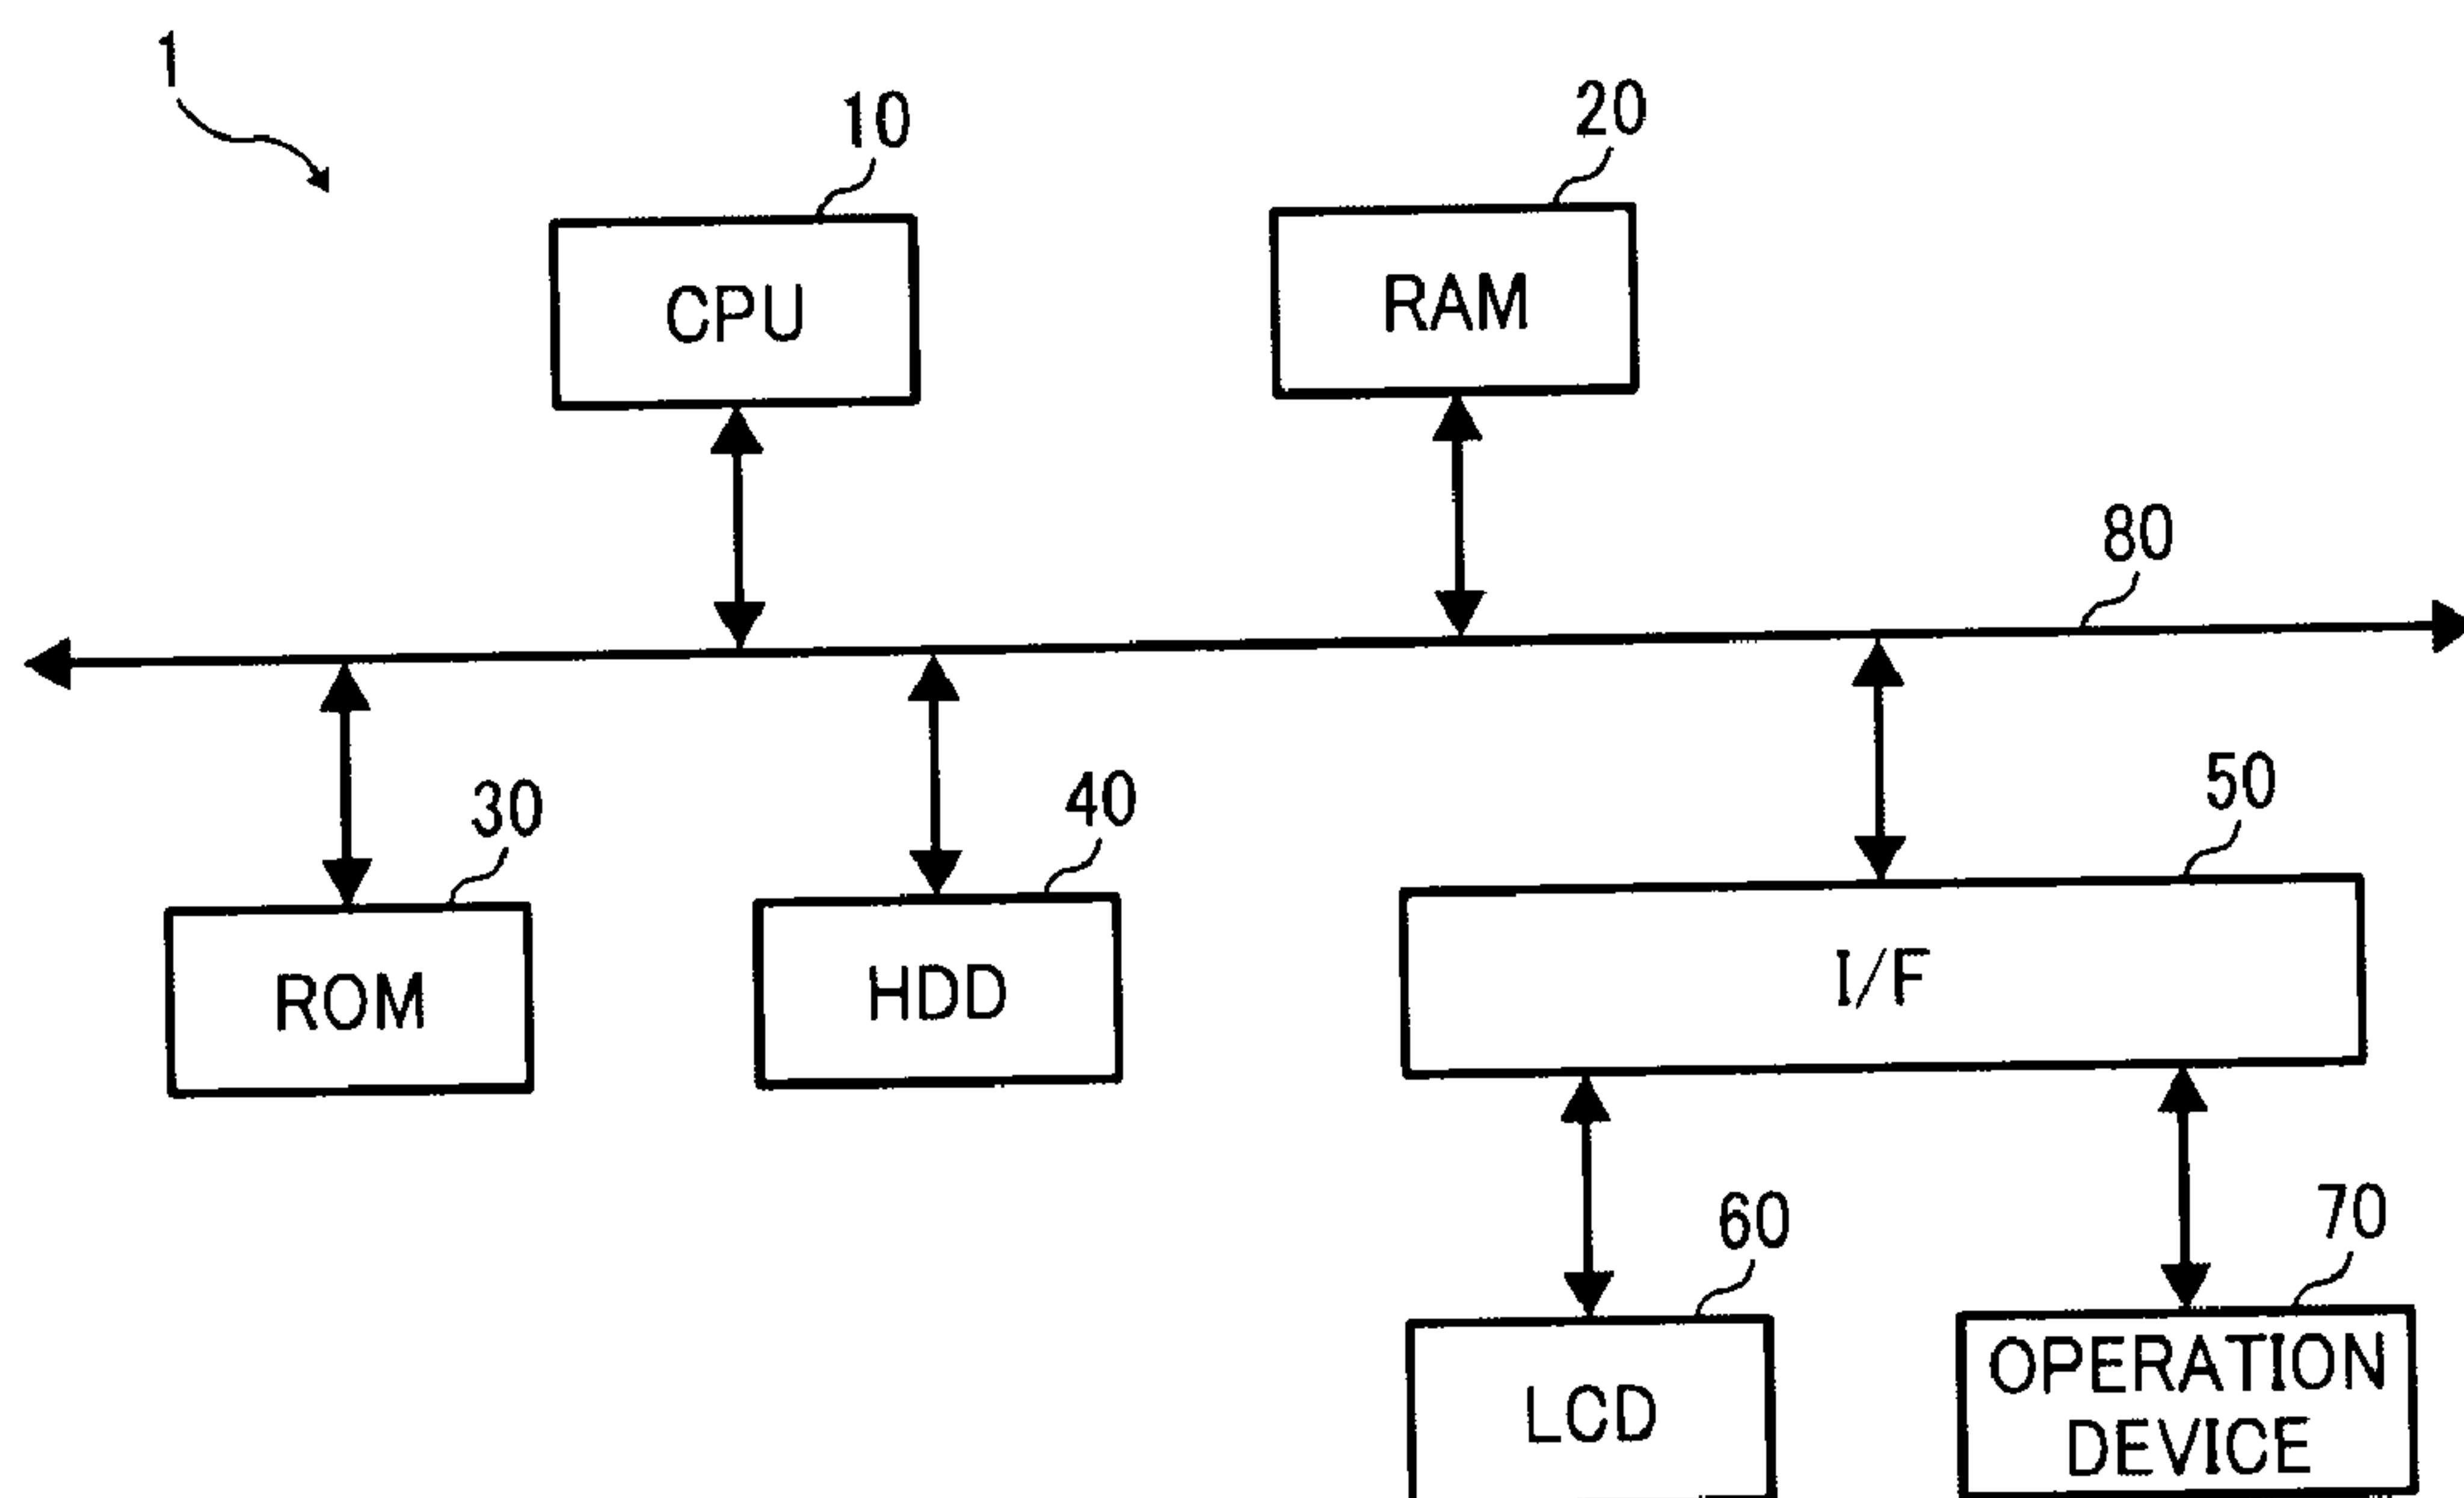 1
10
20
CPU
RAM
80
30
40
50
ROM
HDD
I/F
60
70
LCD
OPERATION
DEVICE